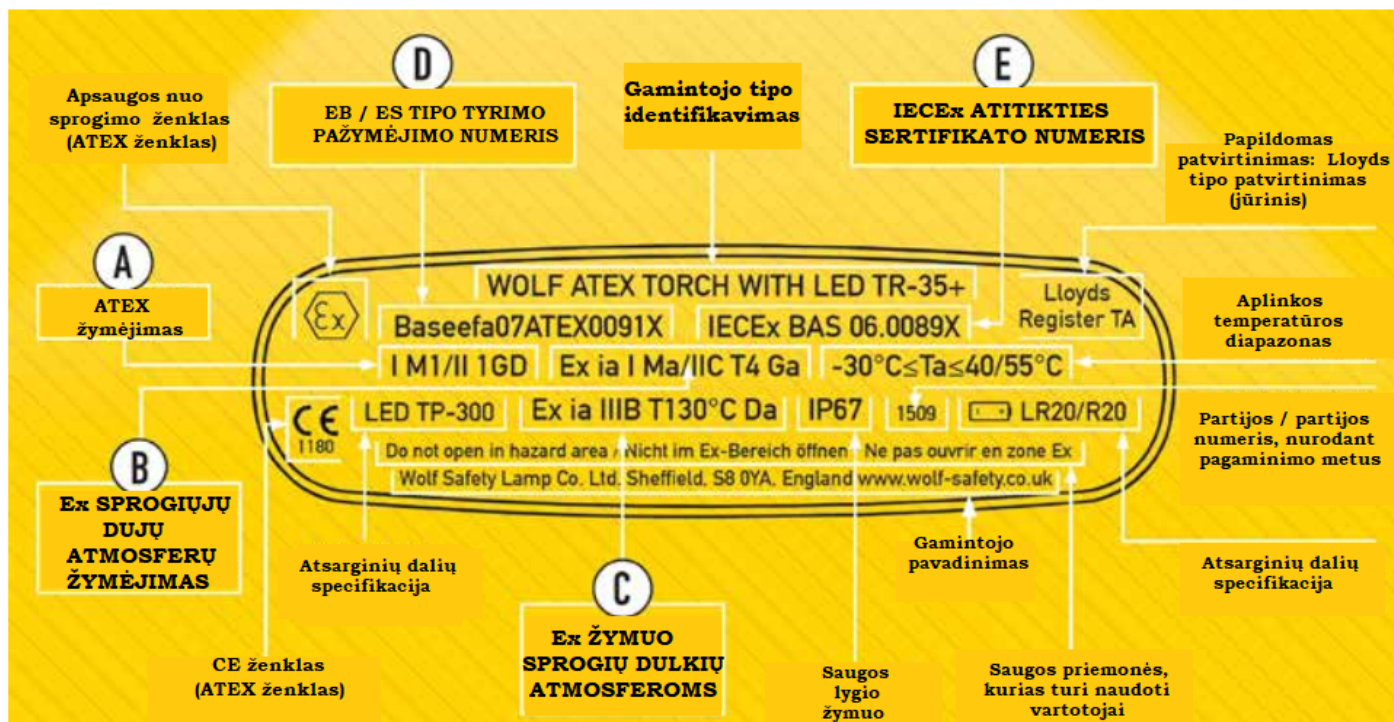 D
E
Apsaugos nuo
sprogimo ženklas
(ATEX ženklas)
EB / ES TIPO TYRIMO
PAŽYMĖJIMO NUMERIS
Gamintojo tipo
identifikavimas
IECEx ATITIKTIES
SERTIFIKATO NUMERIS
Papildomas
patvirtinimas: Lloyds
tipo patvirtinimas
(jūrinis)
A
ATEX
žymėjimas
Aplinkos
temperatūros
diapazonas
Ex
WOLF ATEX TORCH WITH LED TR-35+
Lloyds
Register TA
Baseefa07ATEX0091X
IECEx BAS 06.0089X
I M1/II 1GD
Ex ia I Ma/IIC T4 Ga
-30°C≤Ta≤40/55°C
CE
1180
LED TP-300
Ex ia IIIB T130°C Da
IP67
1509
- + LR20/R20
Do not open in hazard area / Nicht im Ex-Bereich öffnen Ne pas ouvrir en zone Ex
Wolf Safety Lamp Co. Ltd. Sheffield, S8 0YA, England www.wolf-safety.co.uk
Partijos / partijos
numeris, nurodant
pagaminimo metus
B
Ex SPROGIŲJŲ
DUJŲ
ATMOSFERŲ
ŽYMĖJIMAS
Atsarginių dalių
specifikacija
C
Ex ŽYMUO
SPROGIŲ DULKIŲ
ATMOSFEROMS
Gamintojo
pavadinimas
Atsarginių dalių
specifikacija
CE ženklas
(ATEX ženklas)
Saugos
lygio
žymuo
Saugos priemonės,
kurias turi naudoti
vartotojai